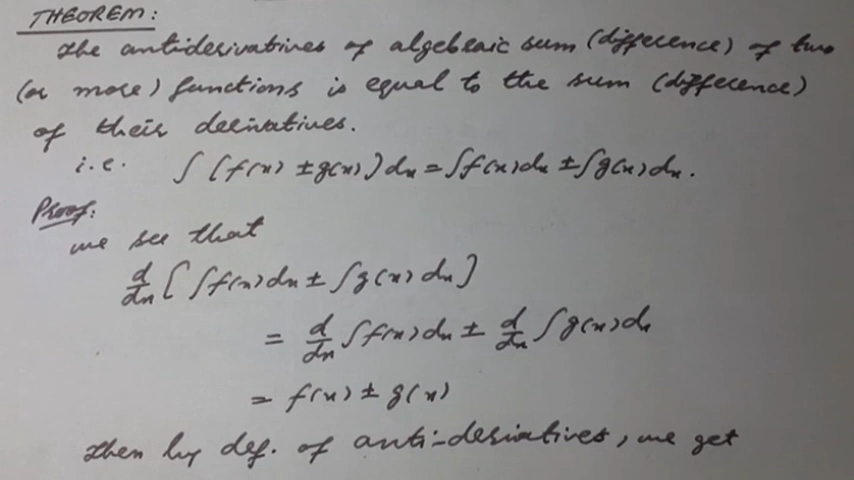 THEOREM:
The antiderivatives of algebraic sum (difference) of two
(or more) functions is equal to the sum (difference)
of their derivatives.
i.e. ∫ (f(x) ± g(x)) dx = ∫f(x)dx ± ∫g(x)dx.
Proof:
we see that
d/dx [ ∫f(x)dx ± ∫g(x)dx ]
= d/dx ∫f(x)dx ± d/dx ∫g(x)dx
= f(x) ± g(x)
Then by def. of anti-derivatives, we get